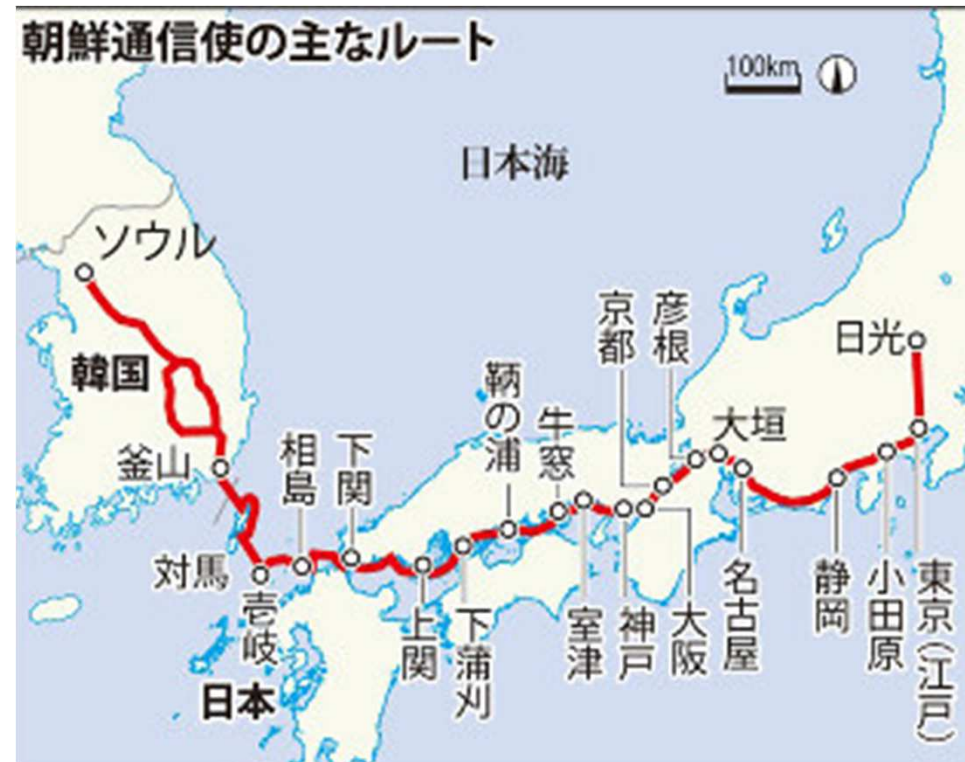 朝鮮通信使の主なルート
100km
日本海
ソウル
韓国
釜山
対馬
壱岐
日本
相島
下関
上関
下蒲刈
鞆の浦
牛窓
室津
神戸
大阪
京都
彦根
大垣
名古屋
静岡
小田原
東京(江戸)
日光